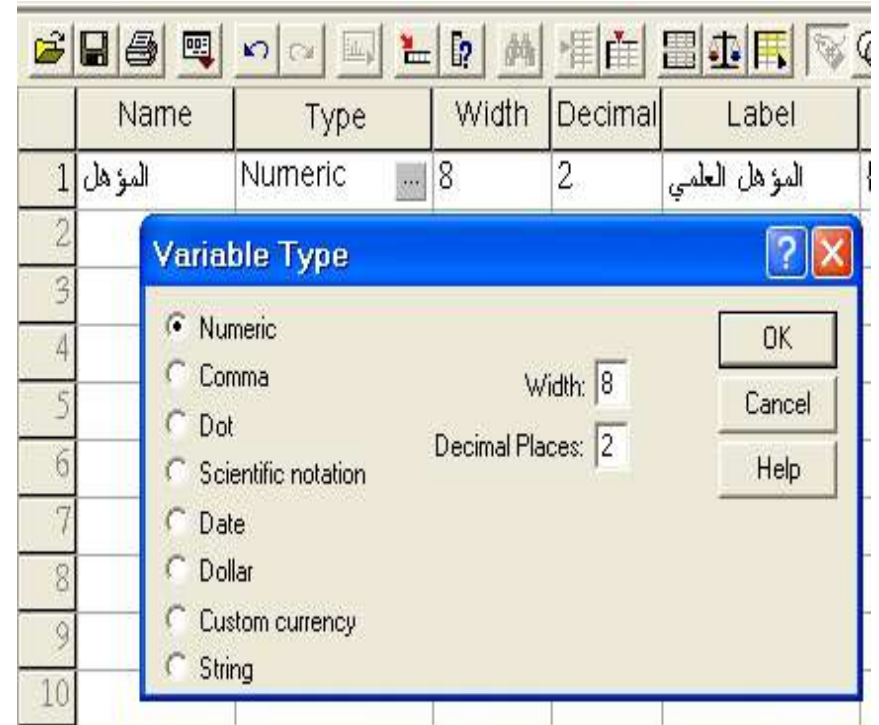 Name Type Width Decimal Label
1 المؤهل Numeric ... 8 2 المؤهل العلمي
2
Variable Type
3
Numeric OK
4
Comma Width: 8
Cancel
5
Dot Decimal Places: 2
6
Scientific notation Help
7
Date
8
Dollar
9
Custom currency
String
10